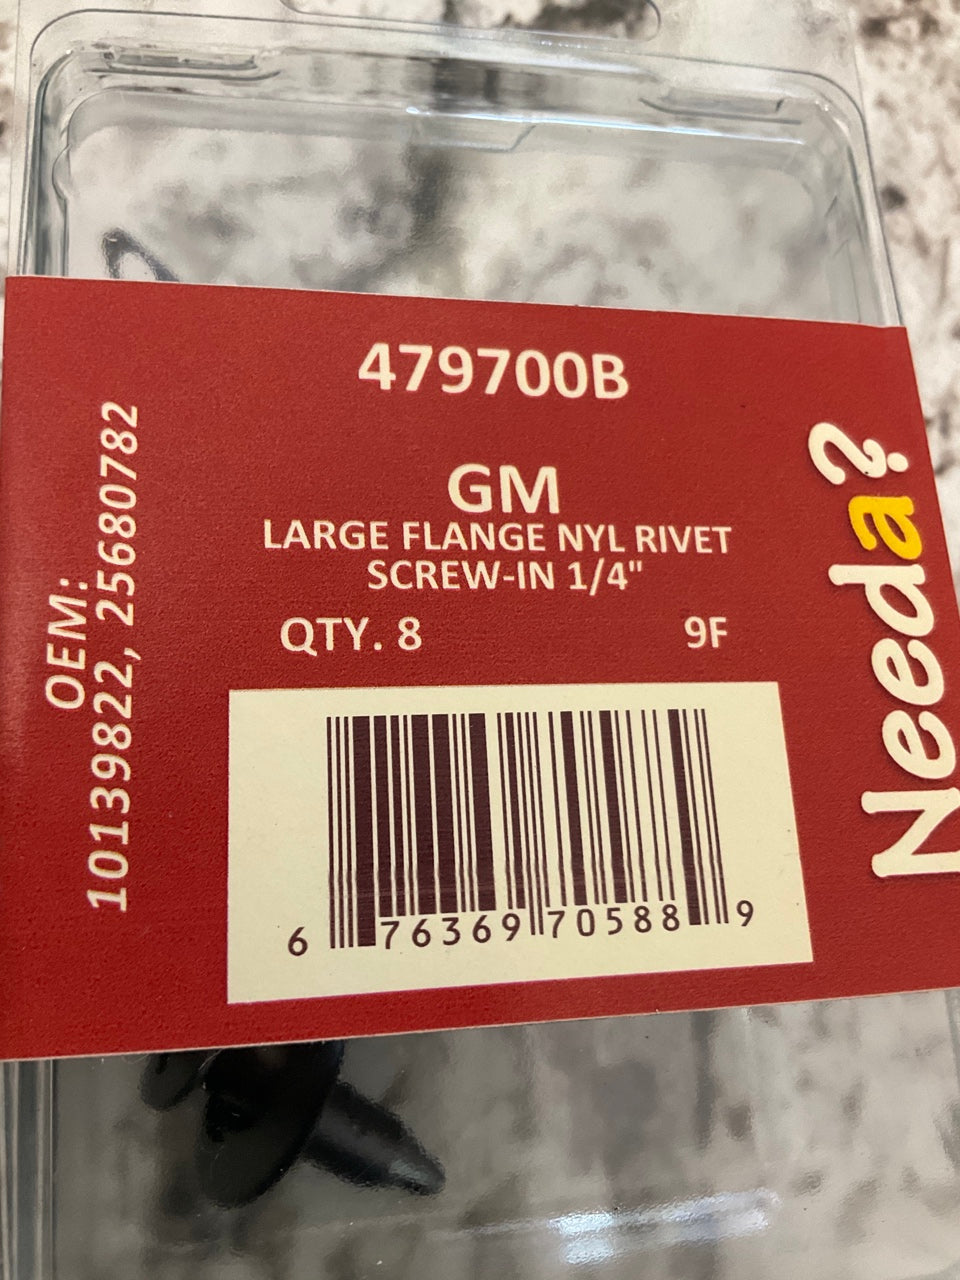 479700B
GM
LARGE FLANGE NYL RIVET
SCREW-IN 1/4"
QTY. 8 9F
6 76369 70588 9
OEM:
10139822, 25680782
Needa?